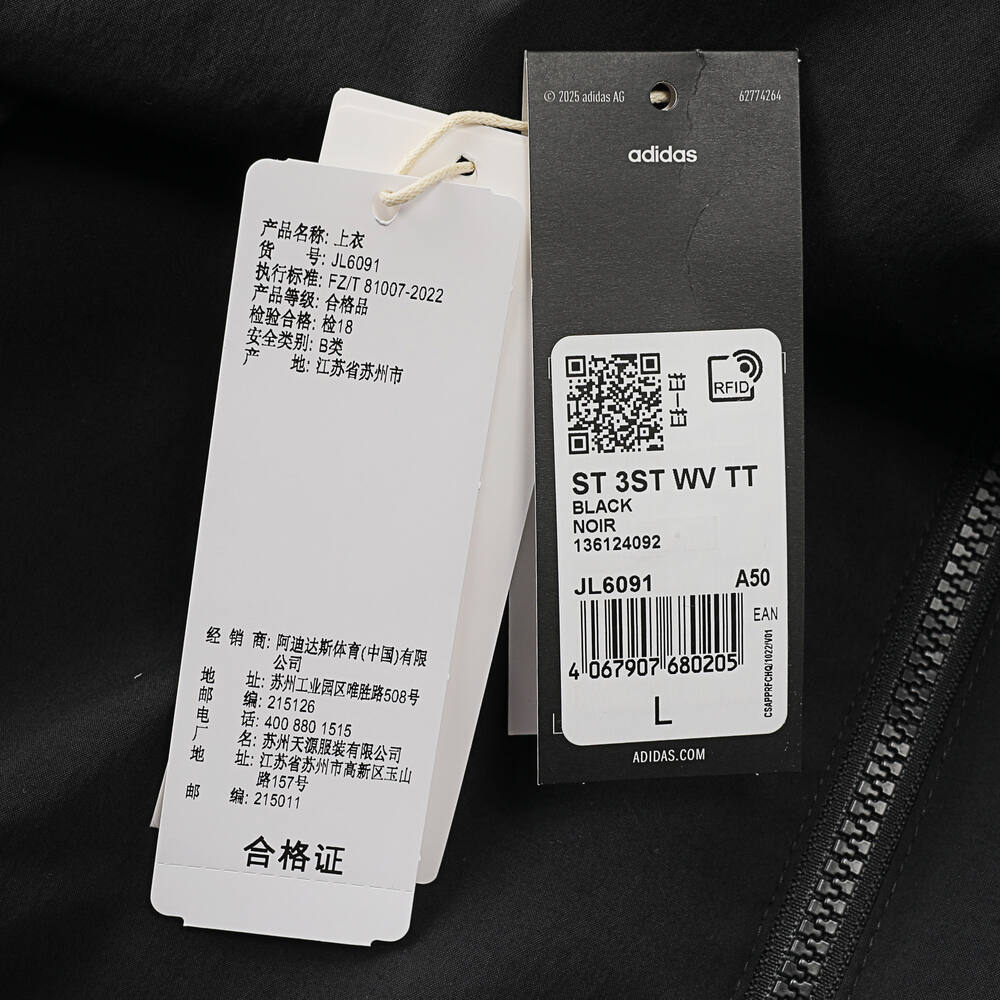 产品名称: 上衣
货 号: JL6091
执行标准: FZ/T 81007-2022
产品等级: 合格品
检验合格: 检18
安全类别: B类
产 地: 江苏省苏州市
经 销 商: 阿迪达斯体育(中国)有限
公司
地 址: 苏州工业园区唯胜路508号
邮 编: 215126
电 话: 400 880 1515
厂 名: 苏州天源服装有限公司
地 址: 江苏省苏州市高新区玉山
路157号
邮 编: 215011
合格证
© 2025 adidas AG
62774264
adidas
RFID
ST 3ST WV TT
BLACK
NOIR
136124092
JL6091 A50
EAN
4 067907 680205
CSAPPRFCHQ/1022/V01
L
ADIDAS.COM